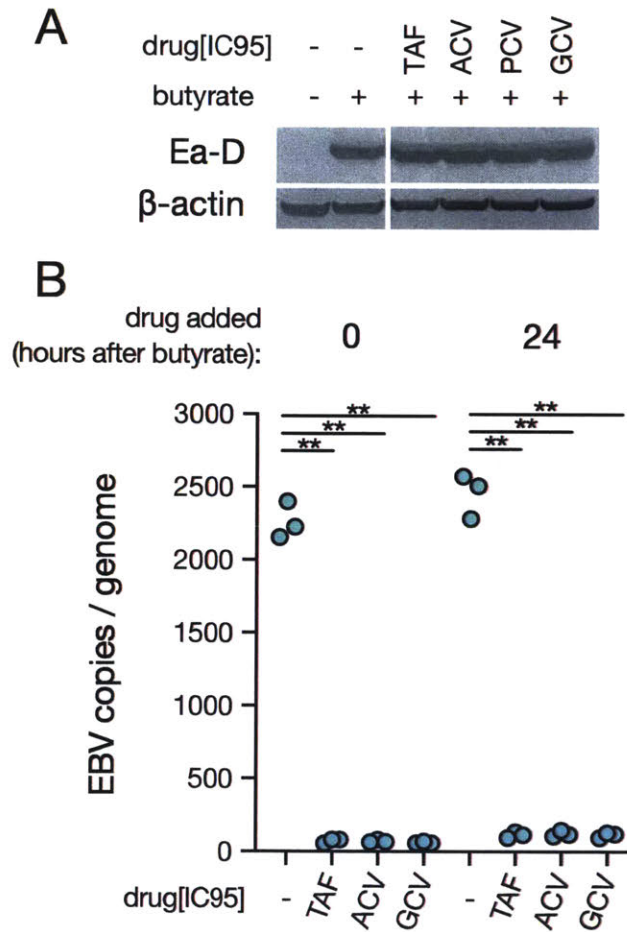 A
drug[IC95] - - TAF ACV PCV GCV
butyrate - + + + + +
Ea-D
β-actin
B
drug added
(hours after butyrate): 0 24
** **
** **
** **
3000
2500
2000
1500
1000
500
0
EBV copies / genome
drug[IC95] - TAF ACV GCV - TAF ACV GCV